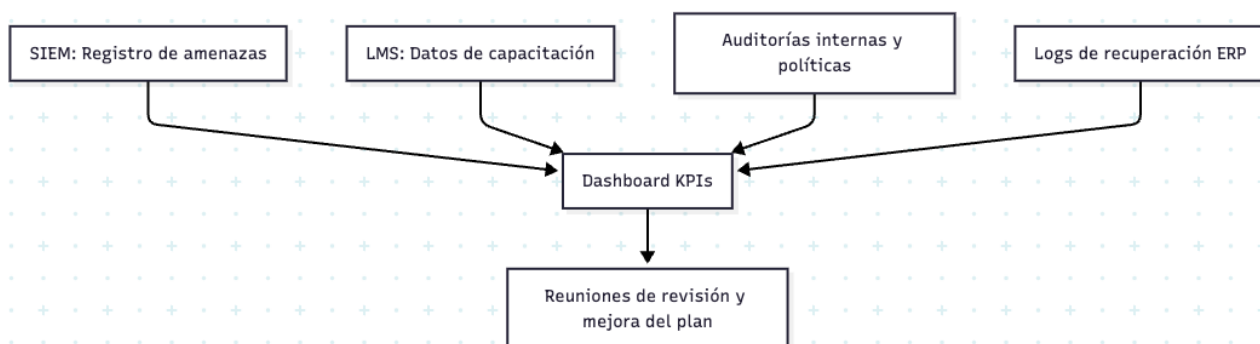 SIEM: Registro de amenazas
LMS: Datos de capacitación
Auditorías internas y
políticas
Logs de recuperación ERP
Dashboard KPIs
Reuniones de revisión y
mejora del plan